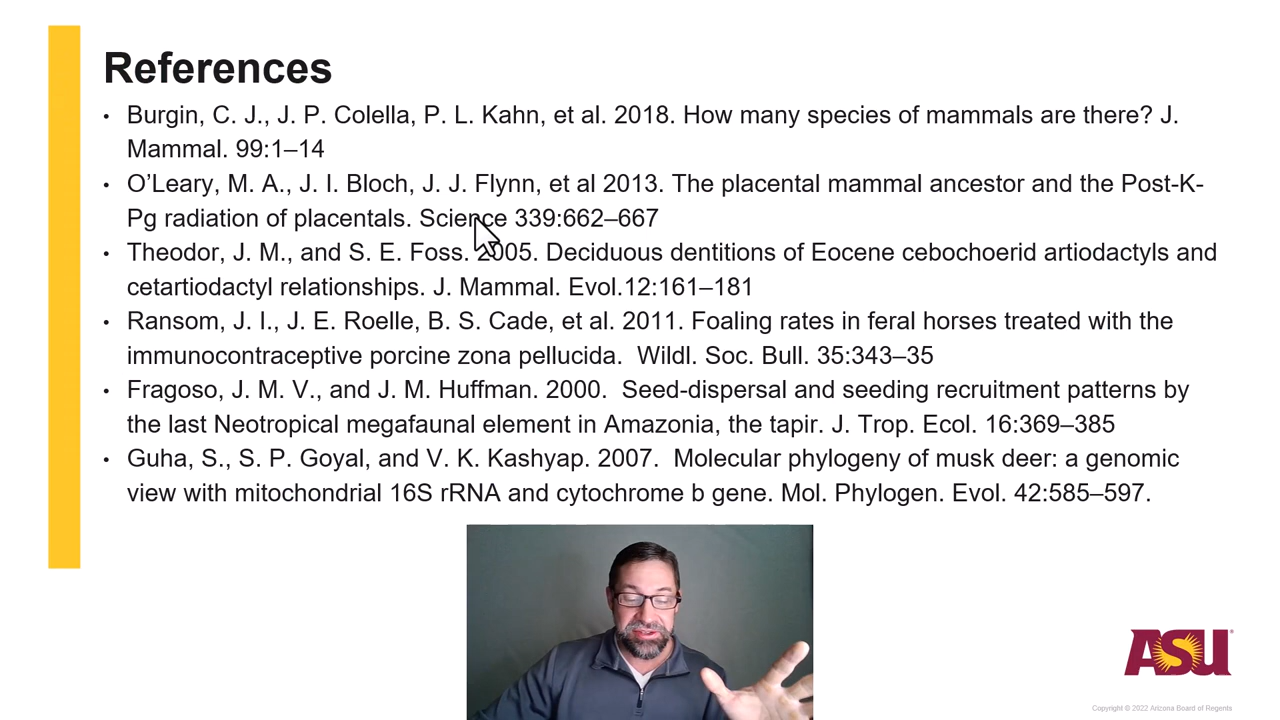 References
• Burgin, C. J., J. P. Colella, P. L. Kahn, et al. 2018. How many species of mammals are there? J.
Mammal. 99:1–14
• O’Leary, M. A., J. I. Bloch, J. J. Flynn, et al 2013. The placental mammal ancestor and the Post-K-
Pg radiation of placentals. Science 339:662–667
• Theodor, J. M., and S. E. Foss. 2005. Deciduous dentitions of Eocene cebochoerid artiodactyls and
cetartiodactyl relationships. J. Mammal. Evol.12:161–181
• Ransom, J. I., J. E. Roelle, B. S. Cade, et al. 2011. Foaling rates in feral horses treated with the
immunocontraceptive porcine zona pellucida.  Wildl. Soc. Bull. 35:343–35
• Fragoso, J. M. V., and J. M. Huffman. 2000.  Seed-dispersal and seeding recruitment patterns by
the last Neotropical megafaunal element in Amazonia, the tapir. J. Trop. Ecol. 16:369–385
• Guha, S., S. P. Goyal, and V. K. Kashyap. 2007.  Molecular phylogeny of musk deer: a genomic
view with mitochondrial 16S rRNA and cytochrome b gene. Mol. Phylogen. Evol. 42:585–597.
ASU®
Copyright © 2022 Arizona Board of Regents